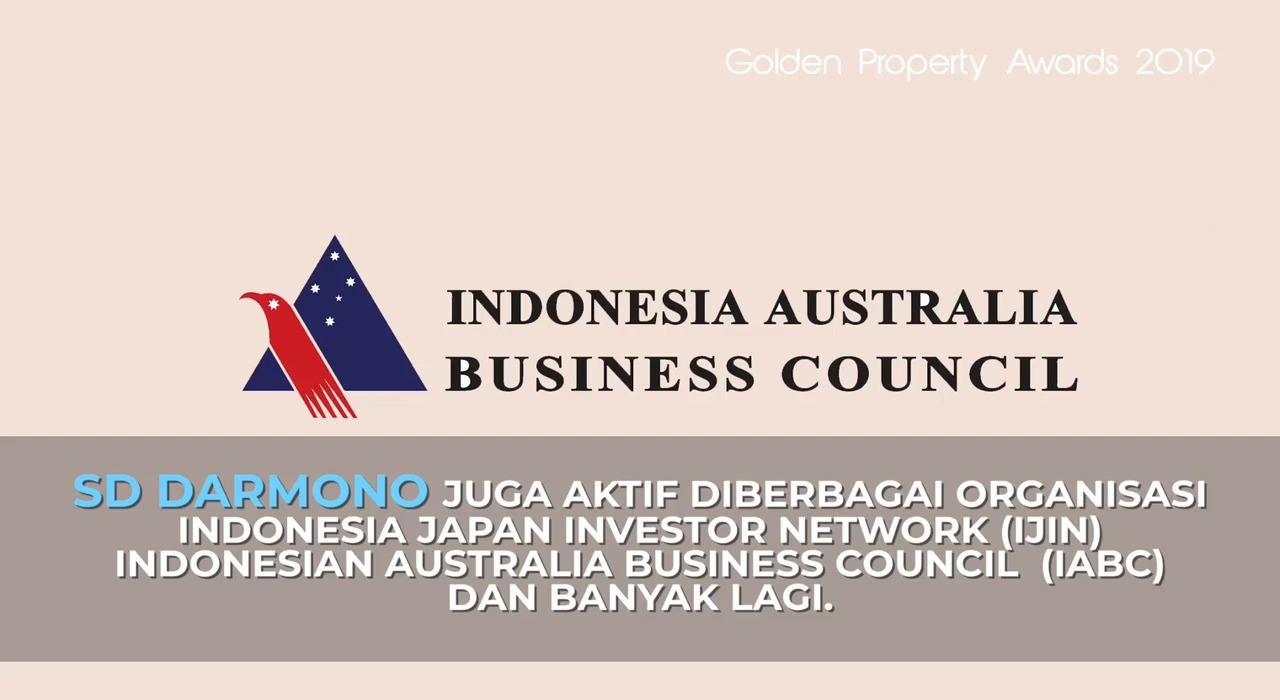 Golden Property Awards 2019
INDONESIA AUSTRALIA
BUSINESS COUNCIL
SD DARMONO JUGA AKTIF DIBERBAGAI ORGANISASI
INDONESIA JAPAN INVESTOR NETWORK (IJIN)
INDONESIAN AUSTRALIA BUSINESS COUNCIL (IABC)
DAN BANYAK LAGI.